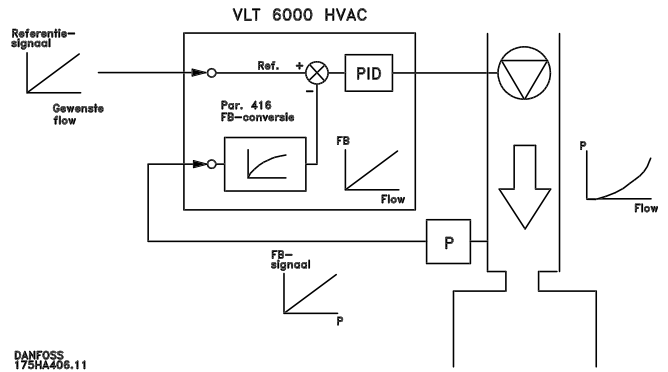 VLT 6000 HVAC
Referentie-
signaal
Gewenste
flow
Ref.
+
-
PID
Par. 416
FB-conversie
FB
Flow
P
Flow
P
FB-
signaal
P
DANFOSS
175HA406.11